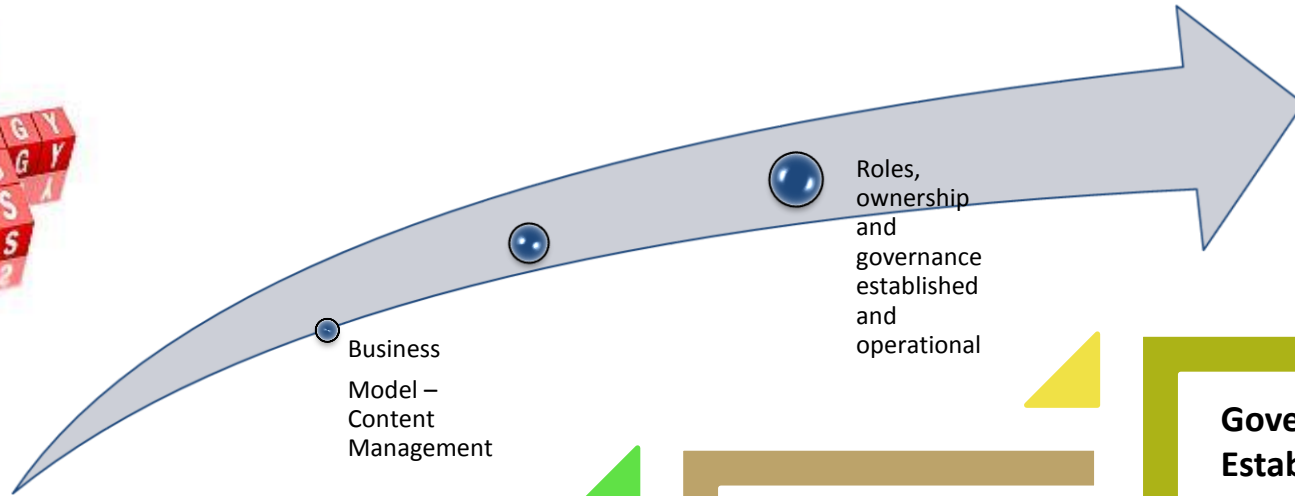 G Y
G Y
S
S
Business
Model –
Content
Management
Roles,
ownership
and
governance
established
and
operational
Gove
Estab